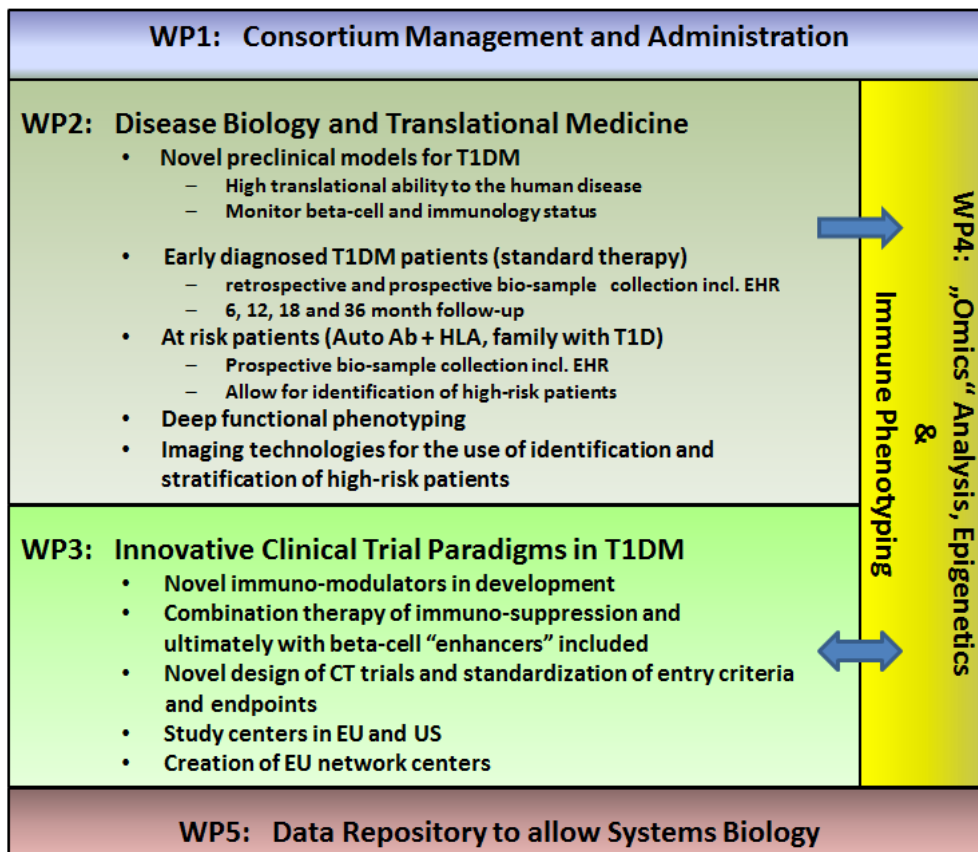 WP1: Consortium Management and Administration
WP2: Disease Biology and Translational Medicine
• Novel preclinical models for T1DM
– High translational ability to the human disease
– Monitor beta-cell and immunology status
• Early diagnosed T1DM patients (standard therapy)
– retrospective and prospective bio-sample collection incl. EHR
– 6, 12, 18 and 36 month follow-up
• At risk patients (Auto Ab + HLA, family with T1D)
– Prospective bio-sample collection incl. EHR
– Allow for identification of high-risk patients
• Deep functional phenotyping
• Imaging technologies for the use of identification and
stratification of high-risk patients
WP3: Innovative Clinical Trial Paradigms in T1DM
• Novel immuno-modulators in development
• Combination therapy of immuno-suppression and
ultimately with beta-cell “enhancers” included
• Novel design of CT trials and standardization of entry criteria
and endpoints
• Study centers in EU and US
• Creation of EU network centers
WP4: „Omics“ Analysis, Epigenetics
&
Immune Phenotyping
WP5: Data Repository to allow Systems Biology